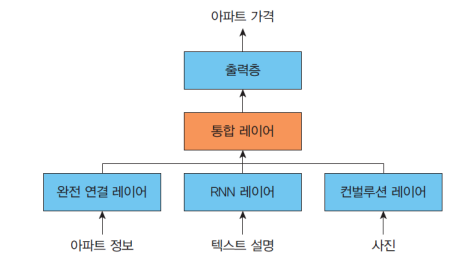 아파트 가격
출력층
통합 레이어
완전 연결 레이어
RNN 레이어
컨벌루션 레이어
아파트 정보
텍스트 설명
사진